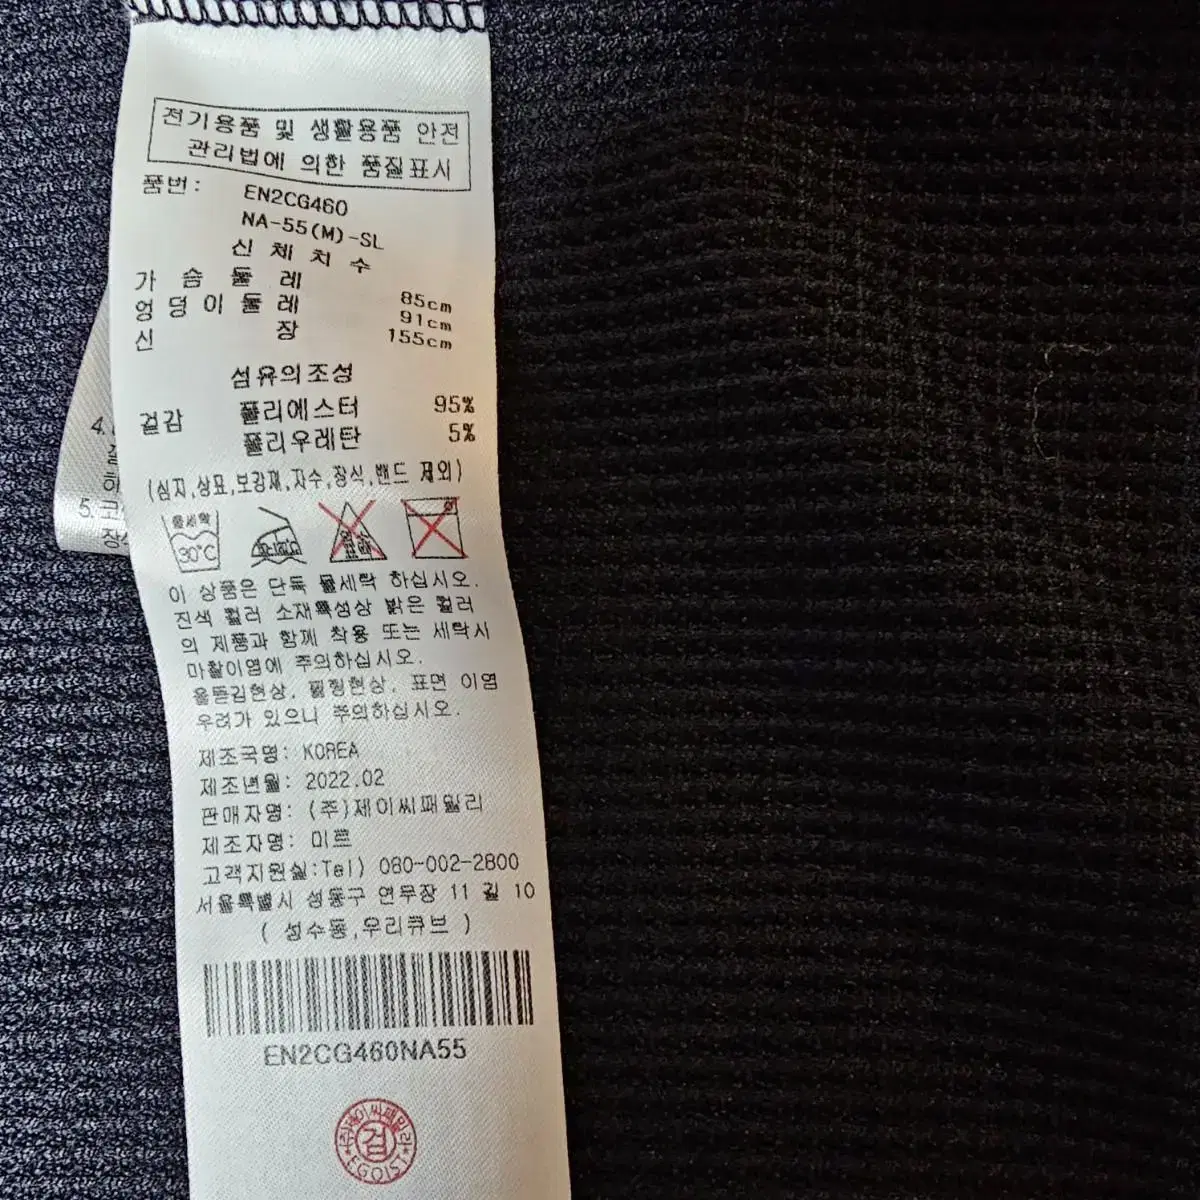 전기용품 및 생활용품 안전
관리법에 의한 품질표시
품번: EN2CG460
NA-55(M)-SL
신체치수
가슴둘레 85cm
엉덩이둘레 91cm
신장 155cm
섬유의조성
겉감 폴리에스터 95%
폴리우레탄 5%
(심지,상표,보강재,자수,장식,밴드 제외)
물세탁
30℃
이 상품은 단독 물세탁 하십시오.
진색 컬러 소재특성상 밝은 컬러
의 제품과 함께 착용 또는 세탁시
마찰이염에 주의하십시오.
올뜯김현상, 필링현상, 표면 이염
우려가 있으니 주의하십시오.
제조국명: KOREA
제조년월: 2022.02
판매자명: (주)제이씨패밀리
제조자명: 미쁘
고객지원실:Tel) 080-002-2800
서울특별시 성동구 연무장 11 길 10
( 성수동,우리큐브 )
EN2CG460NA55
(주)제이씨패밀리
검
EGOIST
4.
5.